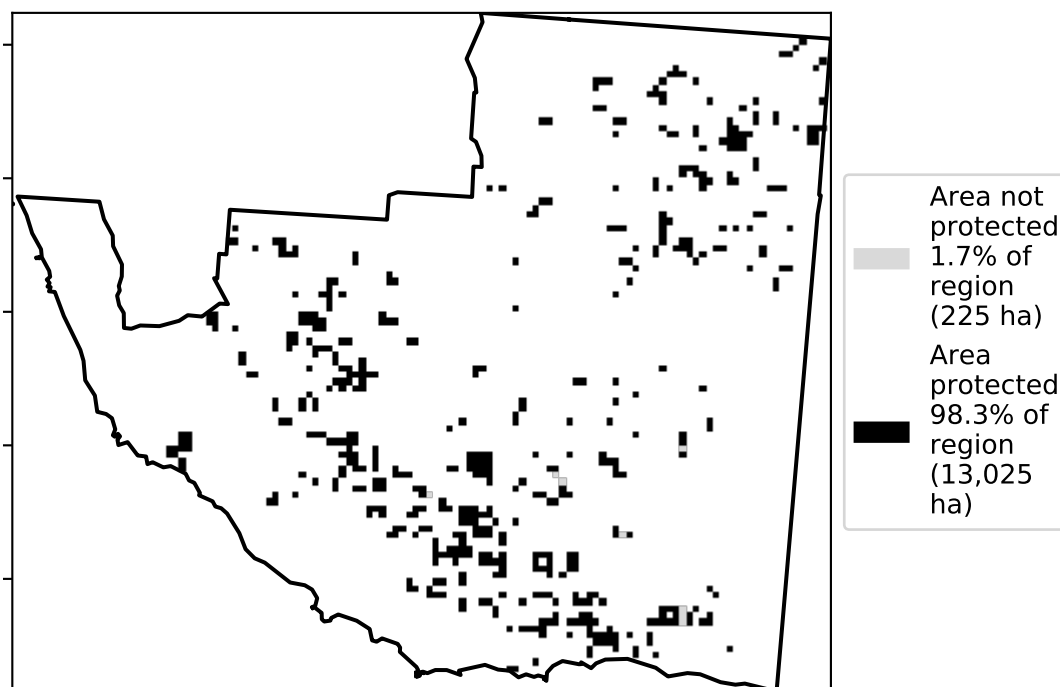 Area not
protected
1.7% of
region
(225 ha)
Area
protected
98.3% of
region
(13,025
ha)